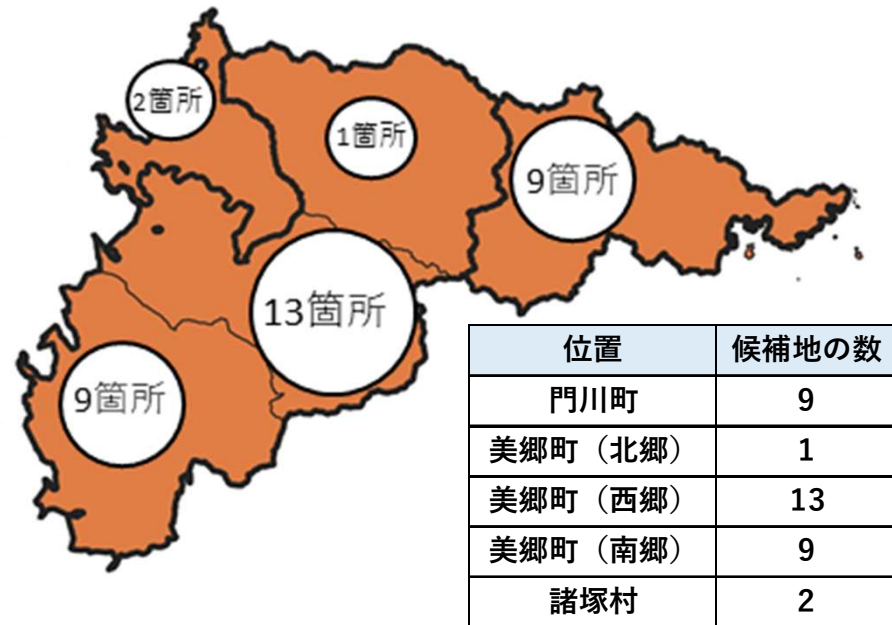 2箇所
1箇所
9箇所
13箇所
9箇所
位置 候補地の数
門川町 9
美郷町（北郷） 1
美郷町（西郷） 13
美郷町（南郷） 9
諸塚村 2